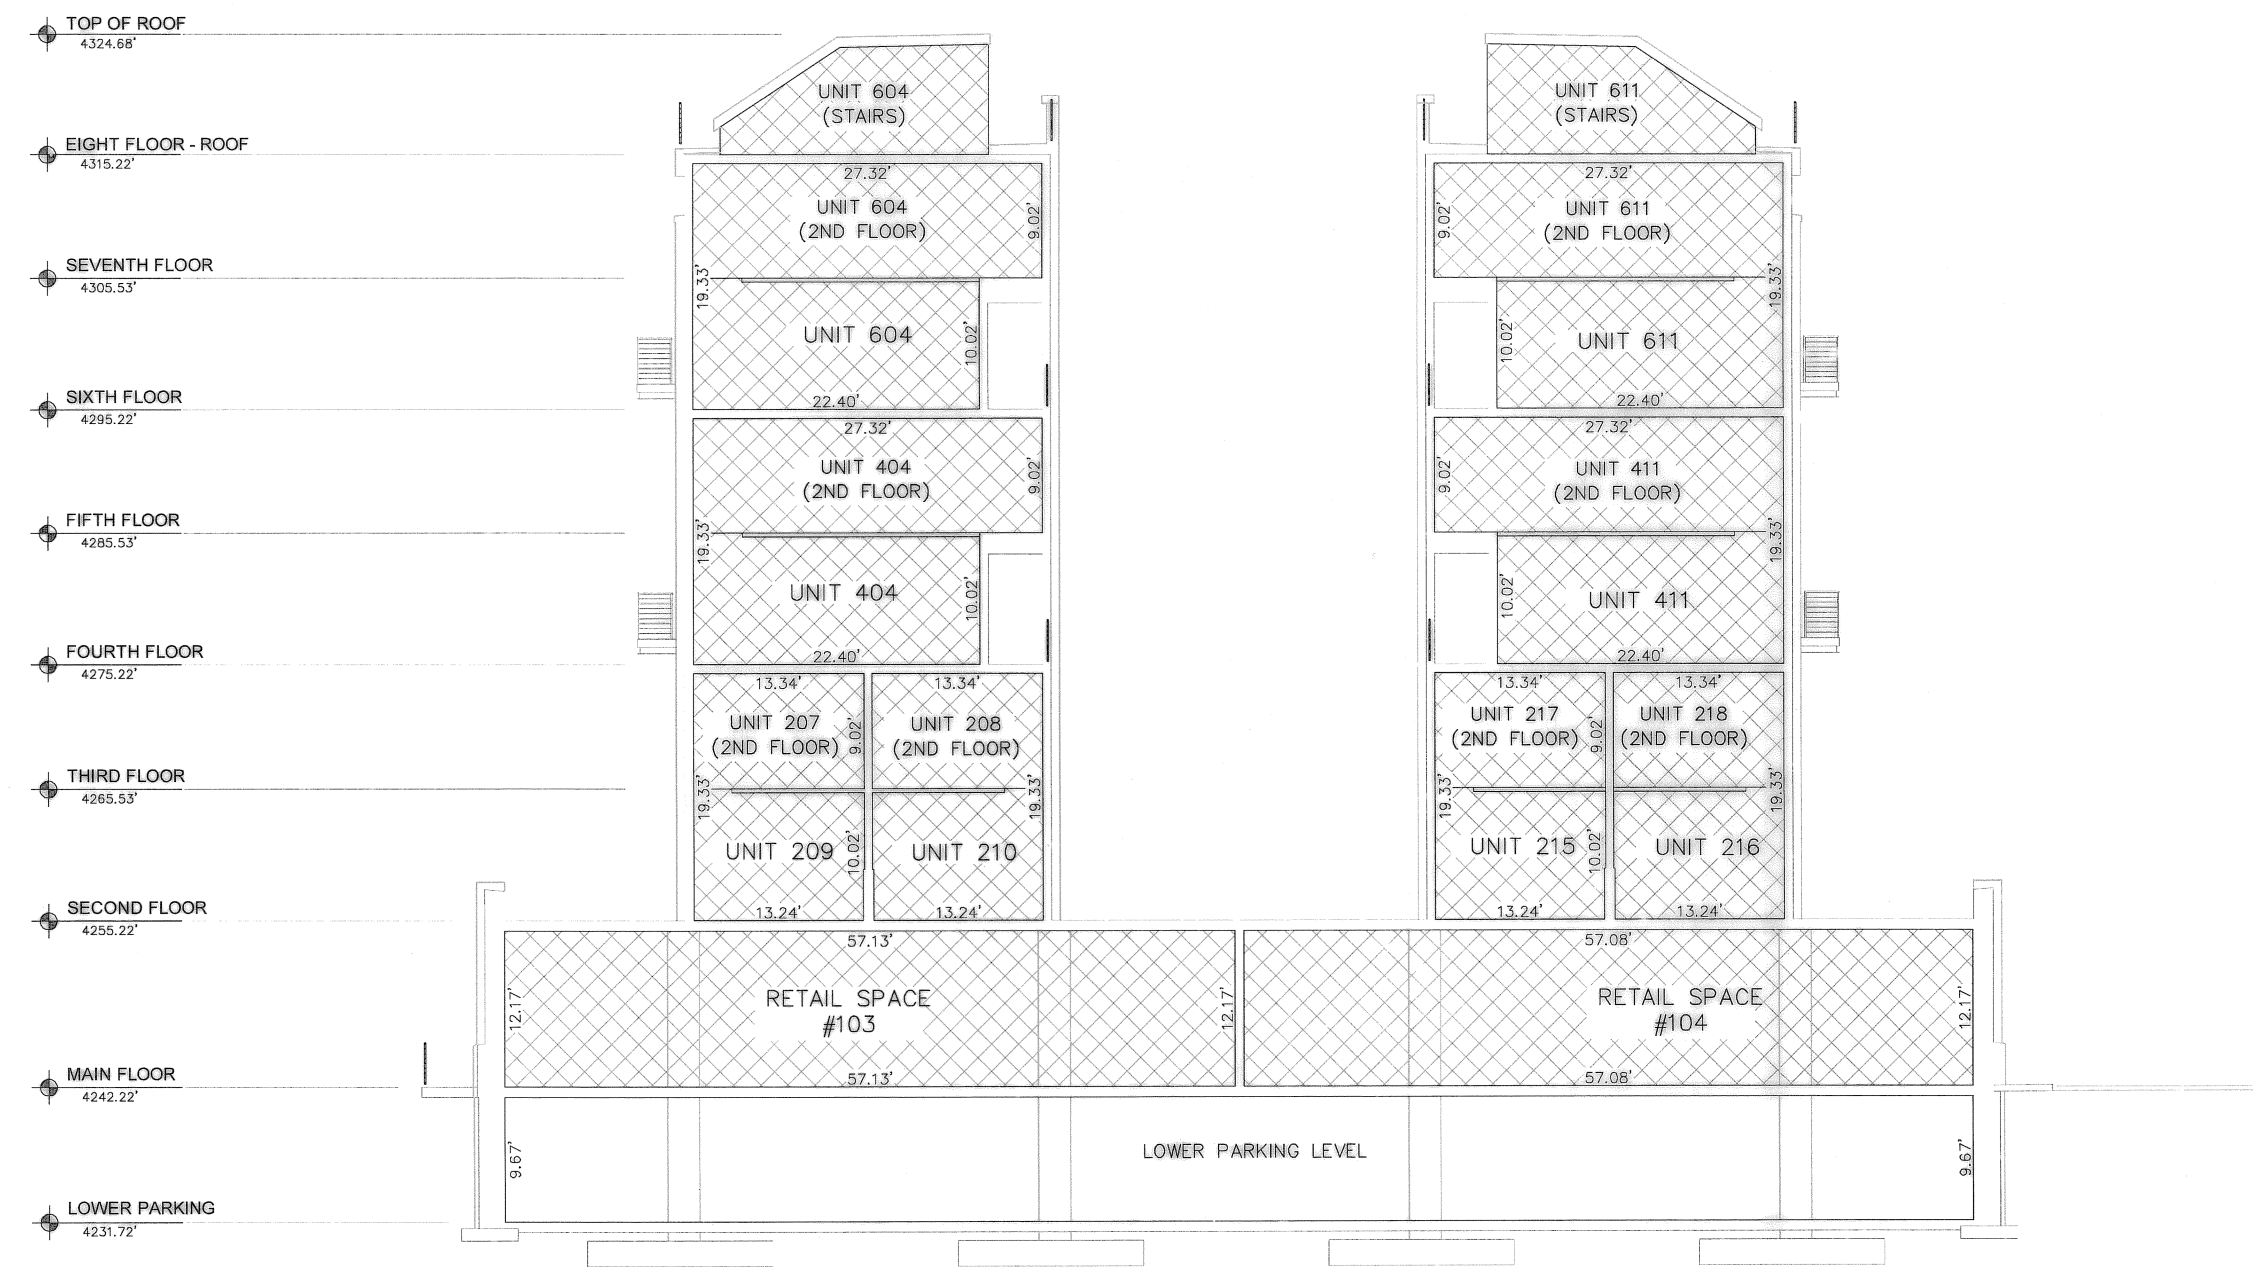 TOP OF ROOF
4324.68'
EIGHT FLOOR - ROOF
4315.22'
SEVENTH FLOOR
4305.53'
SIXTH FLOOR
4295.22'
FIFTH FLOOR
4285.53'
FOURTH FLOOR
4275.22'
THIRD FLOOR
4265.53'
SECOND FLOOR
4255.22'
MAIN FLOOR
4242.22'
LOWER PARKING
4231.72'
UNIT 604
(STAIRS)
27.32'
UNIT 604
(2ND FLOOR)
9.02'
19.33'
UNIT 604
10.02'
22.40'
27.32'
UNIT 404
(2ND FLOOR)
9.02'
19.33'
UNIT 404
10.02'
22.40'
13.34'
UNIT 207
(2ND FLOOR)
9.02'
19.33'
UNIT 209
10.02'
13.24'
13.34'
UNIT 208
(2ND FLOOR)
19.33'
UNIT 210
13.24'
UNIT 611
(STAIRS)
27.32'
9.02'
UNIT 611
(2ND FLOOR)
19.33'
10.02'
UNIT 611
22.40'
27.32'
9.02'
UNIT 411
(2ND FLOOR)
19.33'
10.02'
UNIT 411
22.40'
13.34'
UNIT 217
(2ND FLOOR)
9.02'
19.33'
UNIT 215
10.02'
13.24'
13.34'
UNIT 218
(2ND FLOOR)
19.33'
UNIT 216
13.24'
57.13'
12.17'
RETAIL SPACE
#103
12.17'
57.13'
57.08'
RETAIL SPACE
#104
12.17'
57.08'
9.67'
LOWER PARKING LEVEL
9.67'